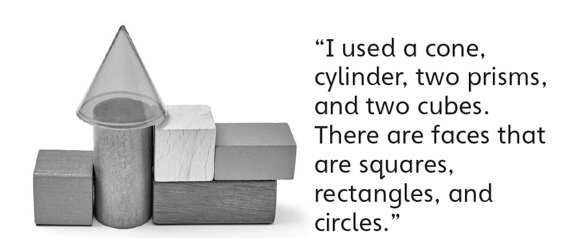 “I used a cone,
cylinder, two prisms,
and two cubes.
There are faces that
are squares,
rectangles, and
circles.”